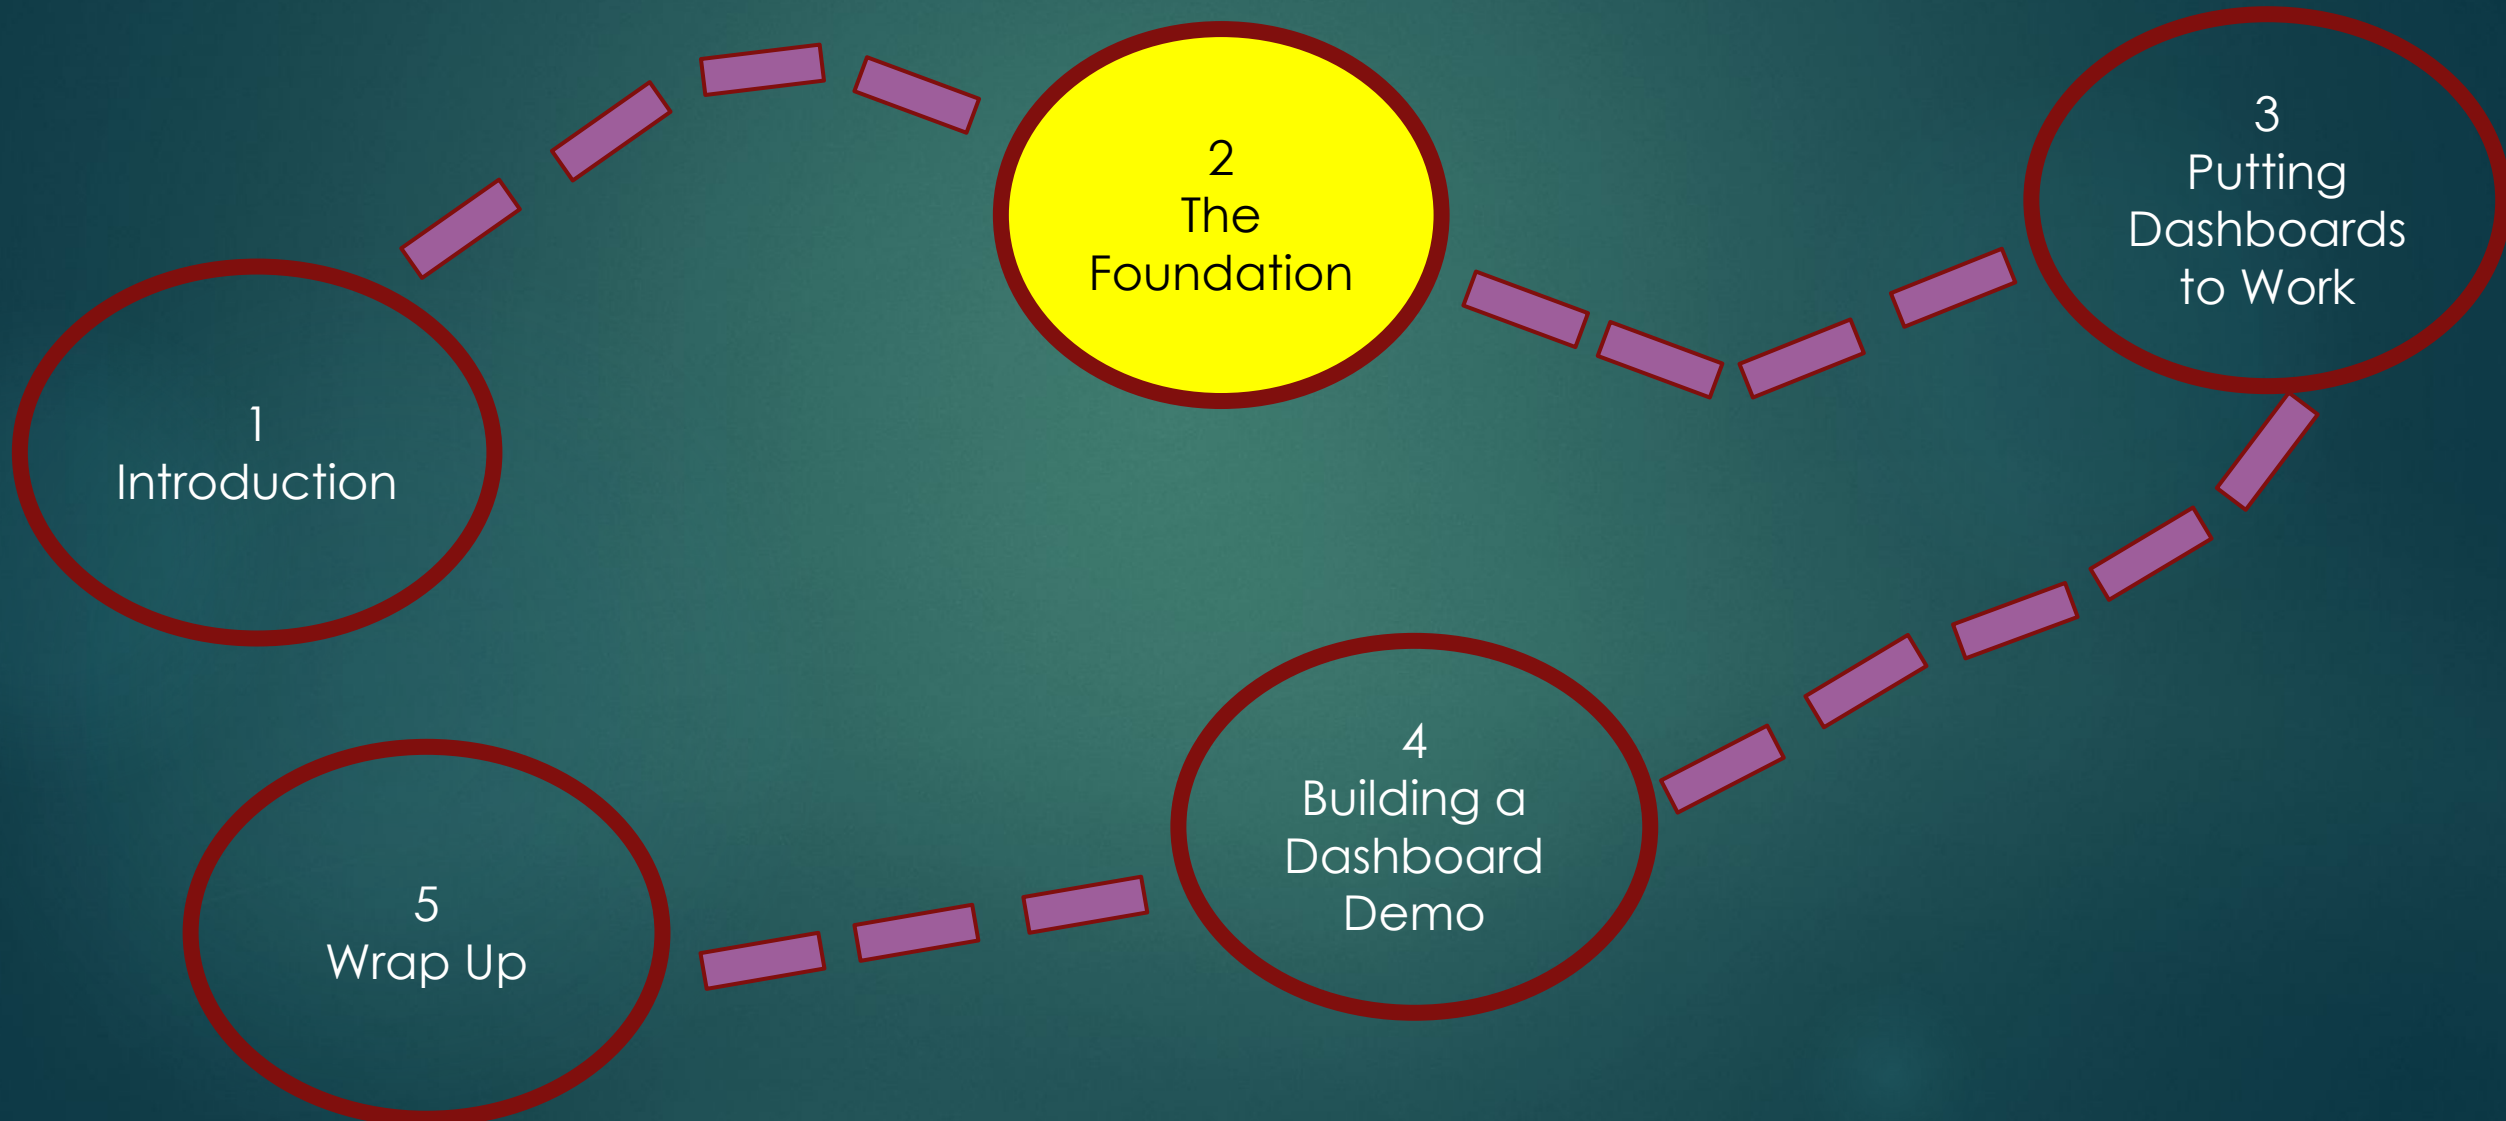 1
Introduction
2
The
Foundation
3
Putting
Dashboards
to Work
4
Building a
Dashboard
Demo
5
Wrap Up